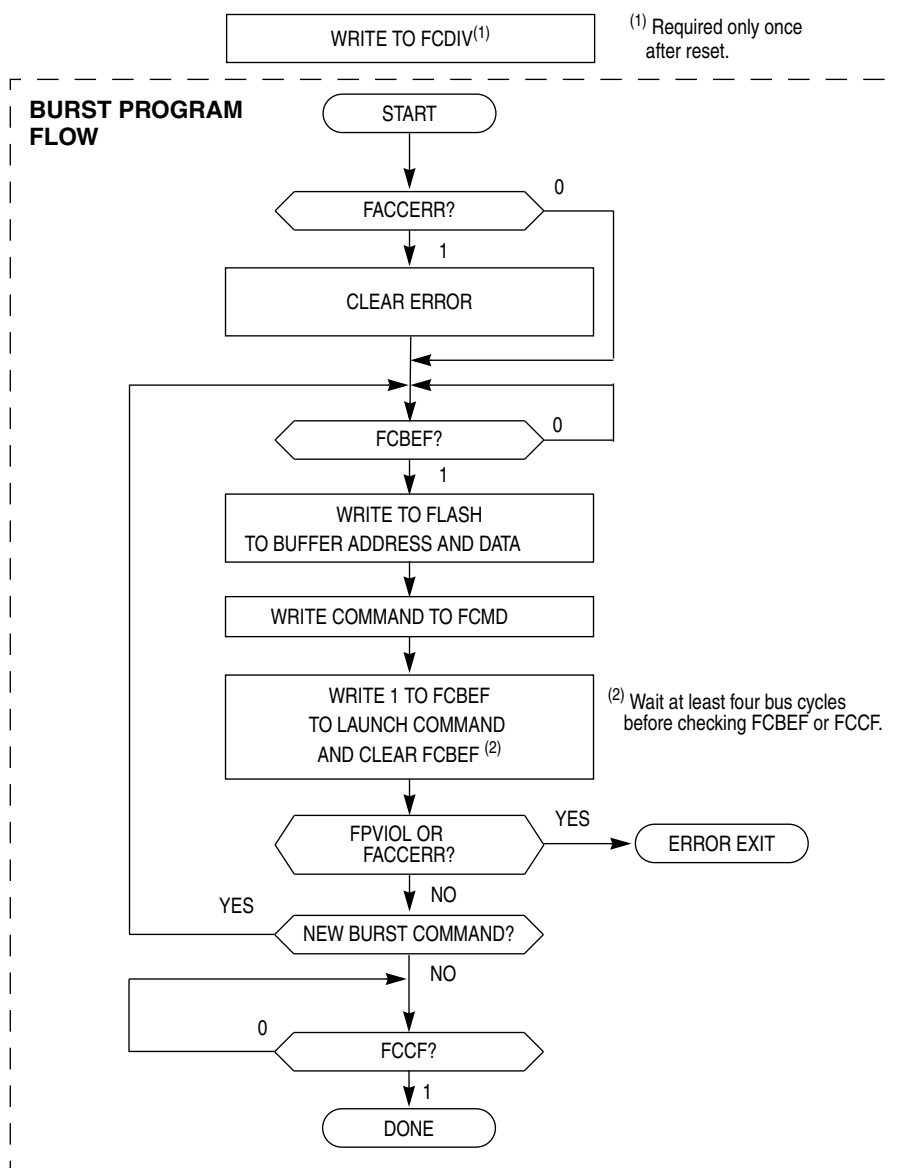 WRITE TO FCDIV(1)
(1) Required only once
after reset.
BURST PROGRAM
FLOW
START
FACCERR?
0
1
CLEAR ERROR
FCBEF?
0
1
WRITE TO FLASH
TO BUFFER ADDRESS AND DATA
WRITE COMMAND TO FCMD
WRITE 1 TO FCBEF
TO LAUNCH COMMAND
AND CLEAR FCBEF (2)
(2) Wait at least four bus cycles
before checking FCBEF or FCCF.
FPVIOL OR
FACCERR?
YES
ERROR EXIT
NO
YES
NEW BURST COMMAND?
NO
0
FCCF?
1
DONE